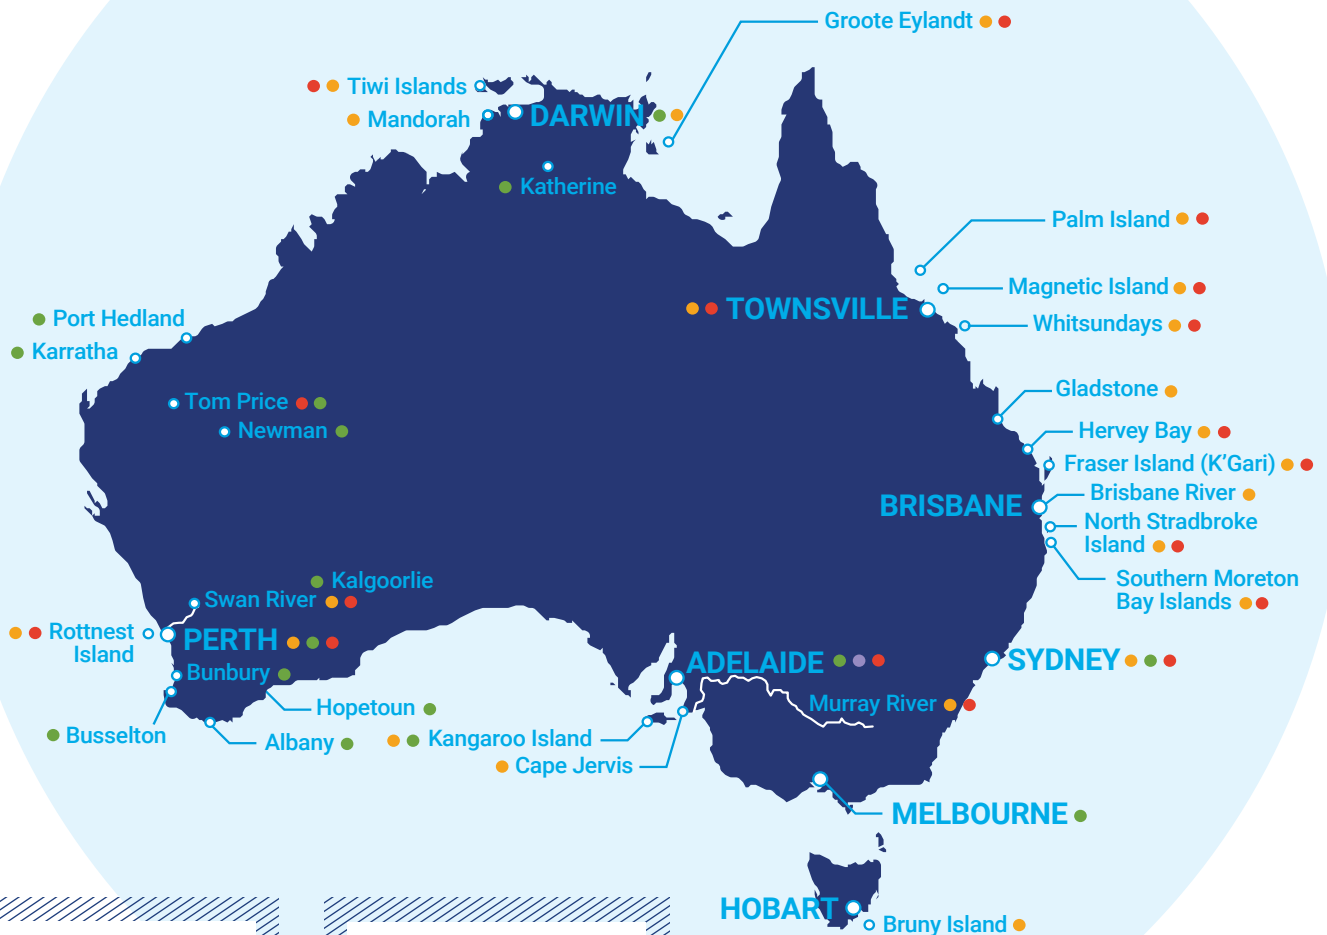 Groote Eylandt
Tiwi Islands
Mandorah
DARWIN
Katherine
Palm Island
Magnetic Island
TOWNSVILLE
Whitsundays
Port Hedland
Karratha
Tom Price
Newman
Gladstone
Hervey Bay
Fraser Island (K'Gari)
Brisbane River
BRISBANE
North Stradbroke
Island
Southern Moreton
Bay Islands
Kalgoorlie
Swan River
Rottnest
Island
PERTH
Bunbury
Hopetoun
Busselton
Albany
ADELAIDE
SYDNEY
Murray River
Kangaroo Island
Cape Jervis
MELBOURNE
HOBART
Bruny Island